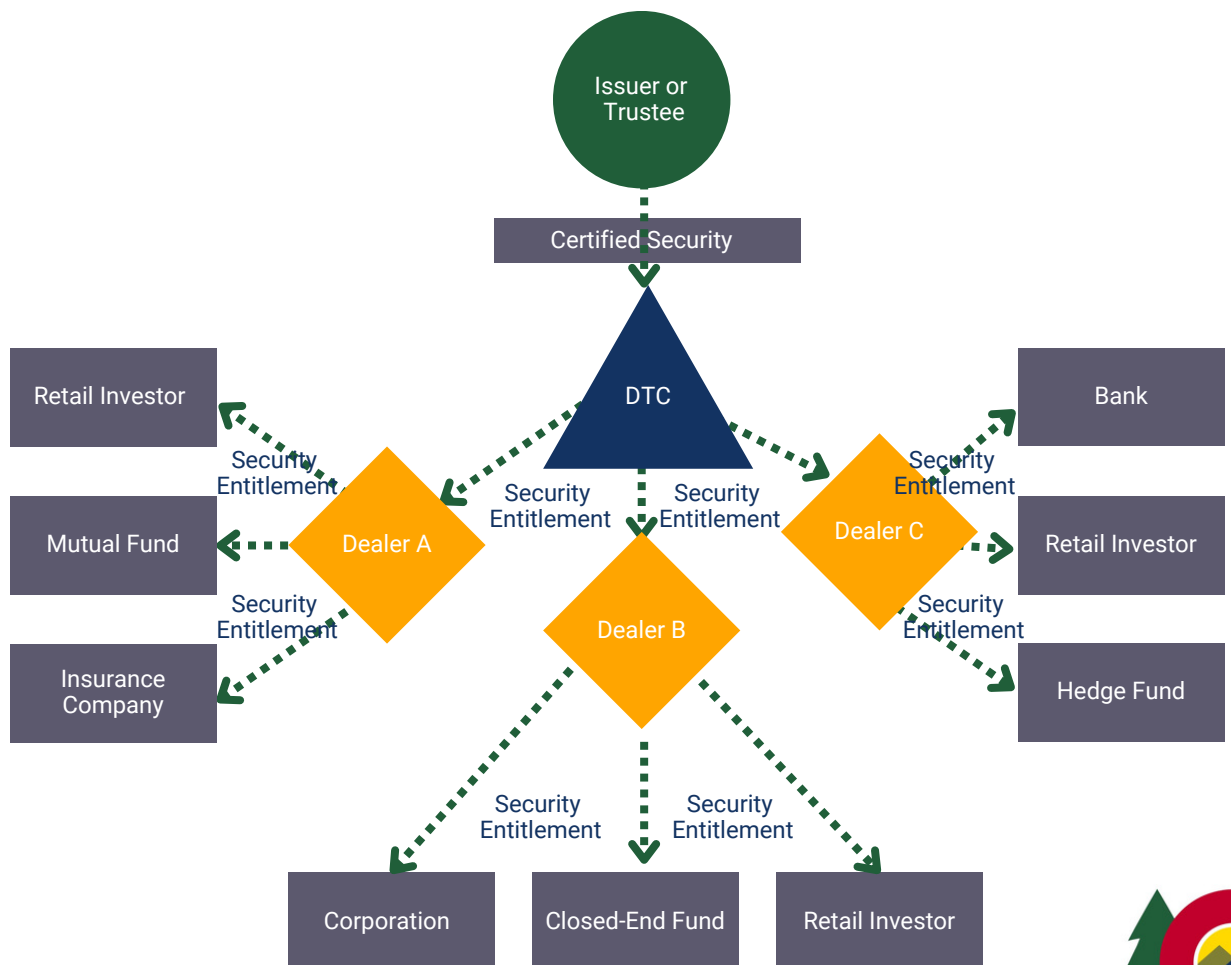 Issuer or
Trustee
Certified Security
DTC
Retail Investor
Bank
Security
Entitlement
Security
Entitlement
Security
Entitlement
Security
Entitlement
Mutual Fund
Dealer A
Dealer C
Retail Investor
Security
Entitlement
Dealer B
Security
Entitlement
Insurance
Company
Hedge Fund
Security
Entitlement
Security
Entitlement
Corporation
Closed-End Fund
Retail Investor